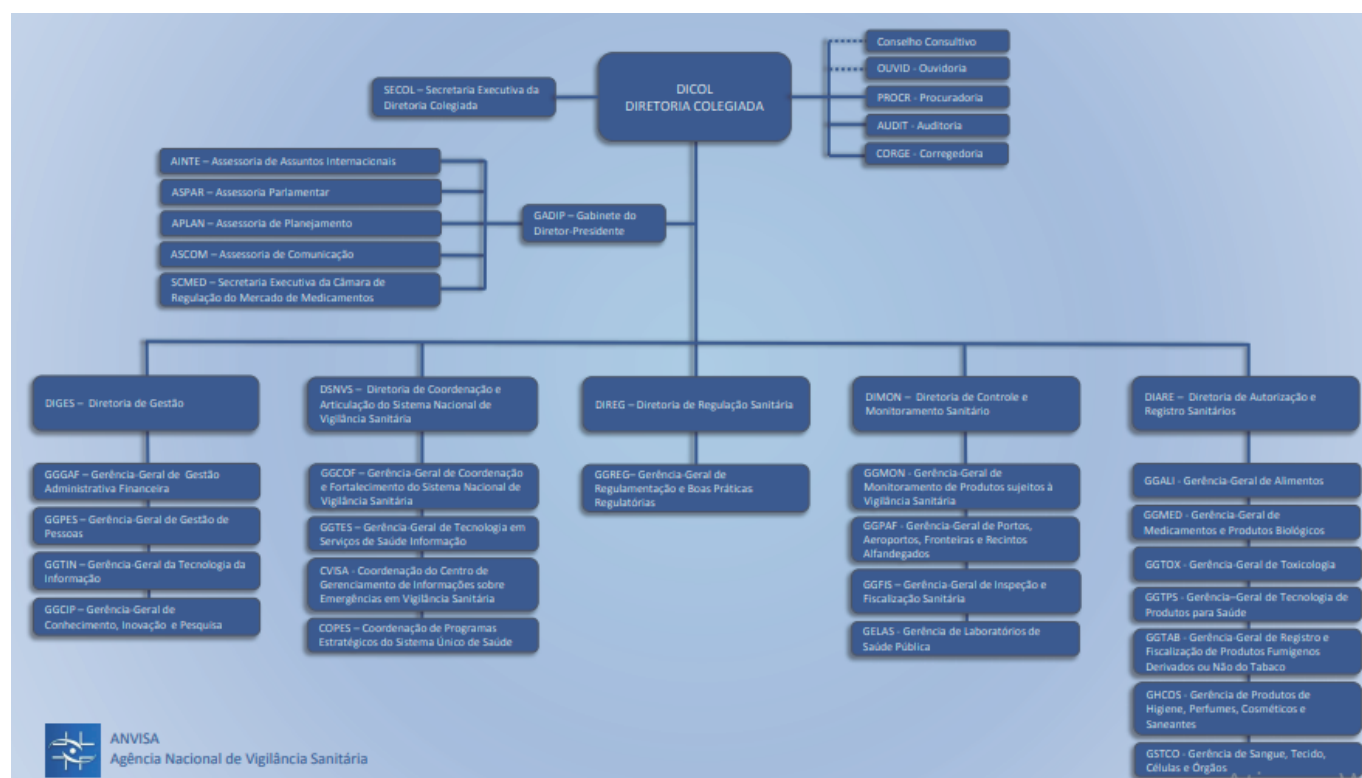 Conselho Consultivo
OUVID - Ouvidoria
SECOL – Secretaria Executiva da
Diretoria Colegiada
DICOL
DIRETORIA COLEGIADA
PROCR - Procuradoria
AUDIT - Auditoria
CORGE - Corregedoria
AINTE – Assessoria de Assuntos Internacionais
ASPAR – Assessoria Parlamentar
APLAN – Assessoria de Planejamento
ASCOM – Assessoria de Comunicação
SCMED – Secretaria Executiva da Câmara de
Regulação do Mercado de Medicamentos
GADIP – Gabinete do
Diretor-Presidente
DIGES – Diretoria de Gestão
GGGAF – Gerência-Geral de Gestão
Administrativa Financeira
GGPES – Gerência-Geral de Gestão de
Pessoas
GGTIN – Gerência-Geral da Tecnologia da
Informação
GGCIP – Gerência-Geral de
Conhecimento, Inovação e Pesquisa
DSNVS – Diretoria de Coordenação e
Articulação do Sistema Nacional de
Vigilância Sanitária
GGCOF – Gerência-Geral de Coordenação
e Fortalecimento do Sistema Nacional de
Vigilância Sanitária
GGTES – Gerência-Geral de Tecnologia em
Serviços de Saúde Informação
CVISA - Coordenação do Centro de
Gerenciamento de Informações sobre
Emergências em Vigilância Sanitária
COPES – Coordenação de Programas
Estratégicos do Sistema Único de Saúde
DIREG – Diretoria de Regulação Sanitária
GGREG– Gerência-Geral de
Regulamentação e Boas Práticas
Regulatórias
DIMON – Diretoria de Controle e
Monitoramento Sanitário
GGMON - Gerência-Geral de
Monitoramento de Produtos sujeitos à
Vigilância Sanitária
GGPAF - Gerência-Geral de Portos,
Aeroportos, Fronteiras e Recintos
Alfandegados
GGFIS – Gerência-Geral de Inspeção e
Fiscalização Sanitária
GELAS - Gerência de Laboratórios de
Saúde Pública
DIARE – Diretoria de Autorização e
Registro Sanitários
GGALI - Gerência-Geral de Alimentos
GGMED - Gerência-Geral de
Medicamentos e Produtos Biológicos
GGTOX - Gerência-Geral de Toxicologia
GGTPS - Gerência–Geral de Tecnologia de
Produtos para Saúde
GGTAB - Gerência-Geral de Registro e
Fiscalização de Produtos Fumígenos
Derivados ou Não do Tabaco
GHCOS - Gerência de Produtos de
Higiene, Perfumes, Cosméticos e
Saneantes
GSTCO - Gerência de Sangue, Tecido,
Células e Órgãos
ANVISA
Agência Nacional de Vigilância Sanitária